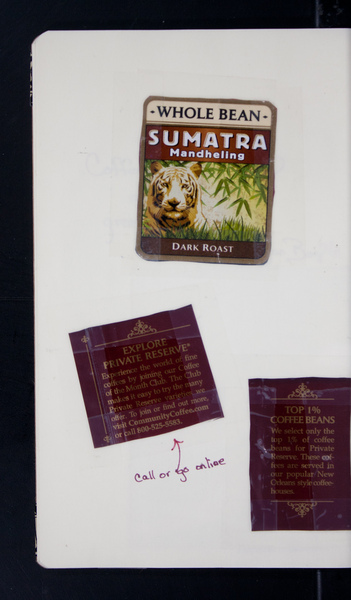 -WHOLE BEAN-
SUMATRA
Mandheling
DARK ROAST
EXPLORE
PRIVATE RESERVE®
Experience the world of fine
coffees by joining our Coffee
of the Month Club. The Club
makes it easy to try the many
Private Reserve varieties we
offer. To join or find out more,
visit CommunityCoffee.com
or call 800-525-5583.
call or go online
TOP 1%
COFFEE BEANS
We select only the
top 1% of coffee
beans for Private
Reserve. These cof-
fees are served in
our popular New
Orleans style coffee-
houses.